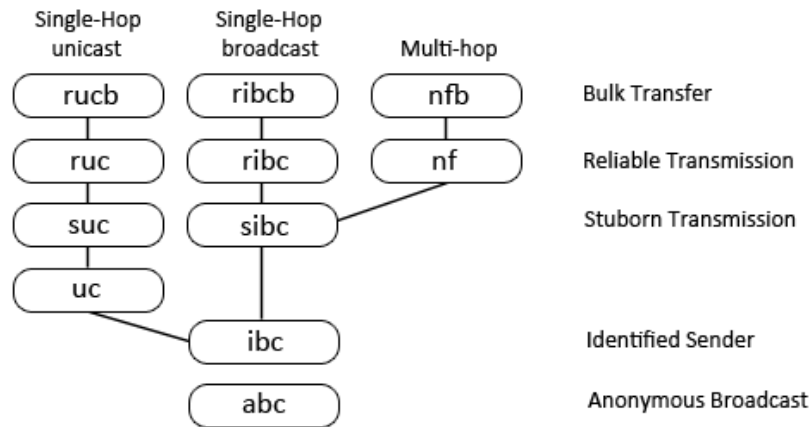 Single-Hop
unicast
Single-Hop
broadcast
Multi-hop
rucb
ribcb
nfb
Bulk Transfer
ruc
ribc
nf
Reliable Transmission
suc
sibc
Stuborn Transmission
uc
ibc
Identified Sender
abc
Anonymous Broadcast